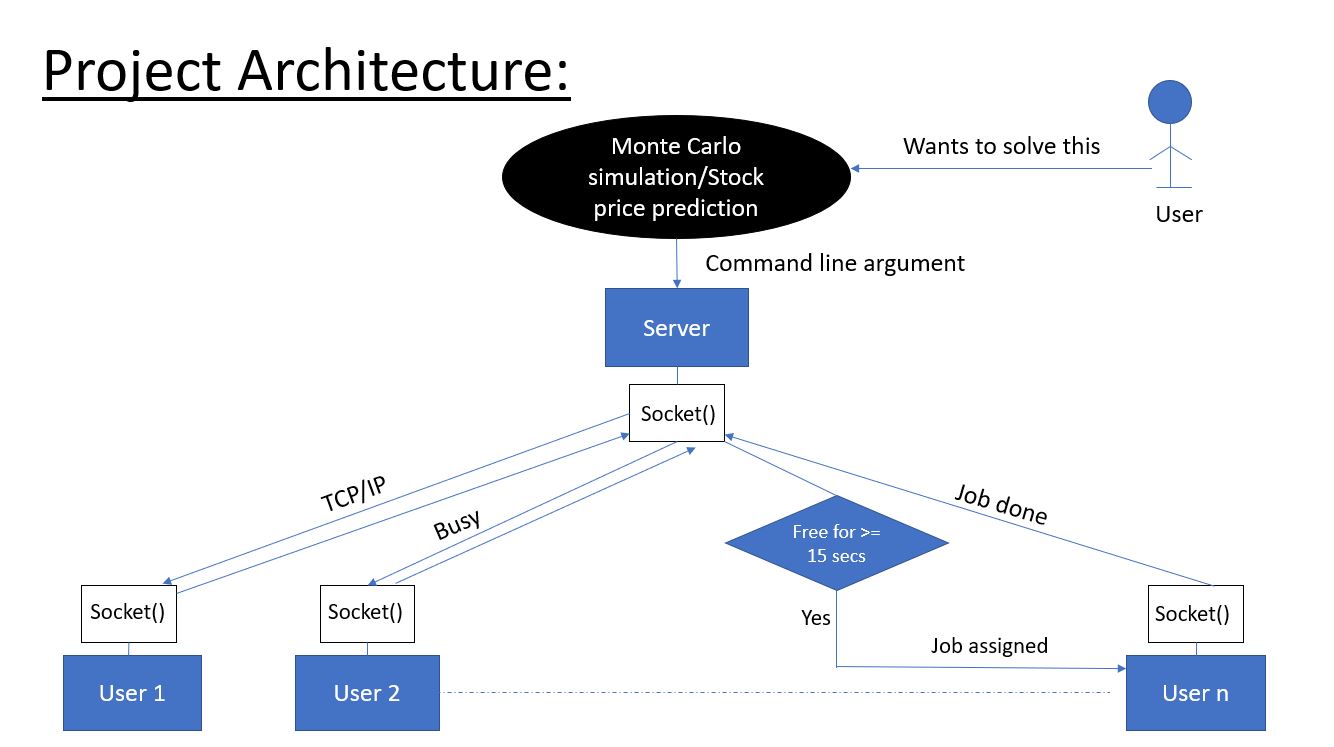 Project Architecture:
Monte Carlo
simulation/Stock
price prediction
Wants to solve this
User
Command line argument
Server
Socket()
TCP/IP
Busy
Job done
Free for >=
15 secs
Yes
Job assigned
Socket()
Socket()
Socket()
User 1
User 2
User n